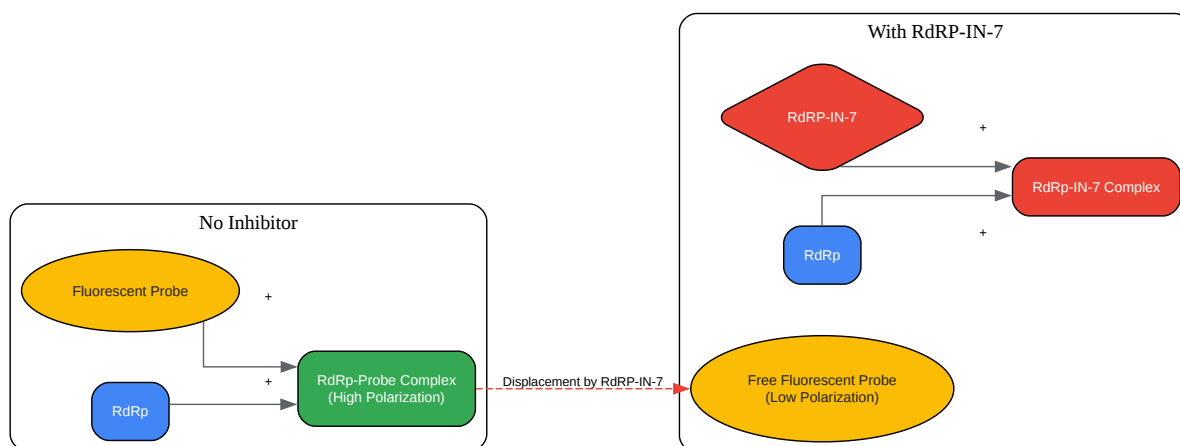 No Inhibitor
Fluorescent Probe
+
+
RdRp
RdRp-Probe Complex
(High Polarization)
Displacement by RdRP-IN-7
With RdRP-IN-7
RdRP-IN-7
+
RdRp-IN-7 Complex
+
RdRp
Free Fluorescent Probe
(Low Polarization)